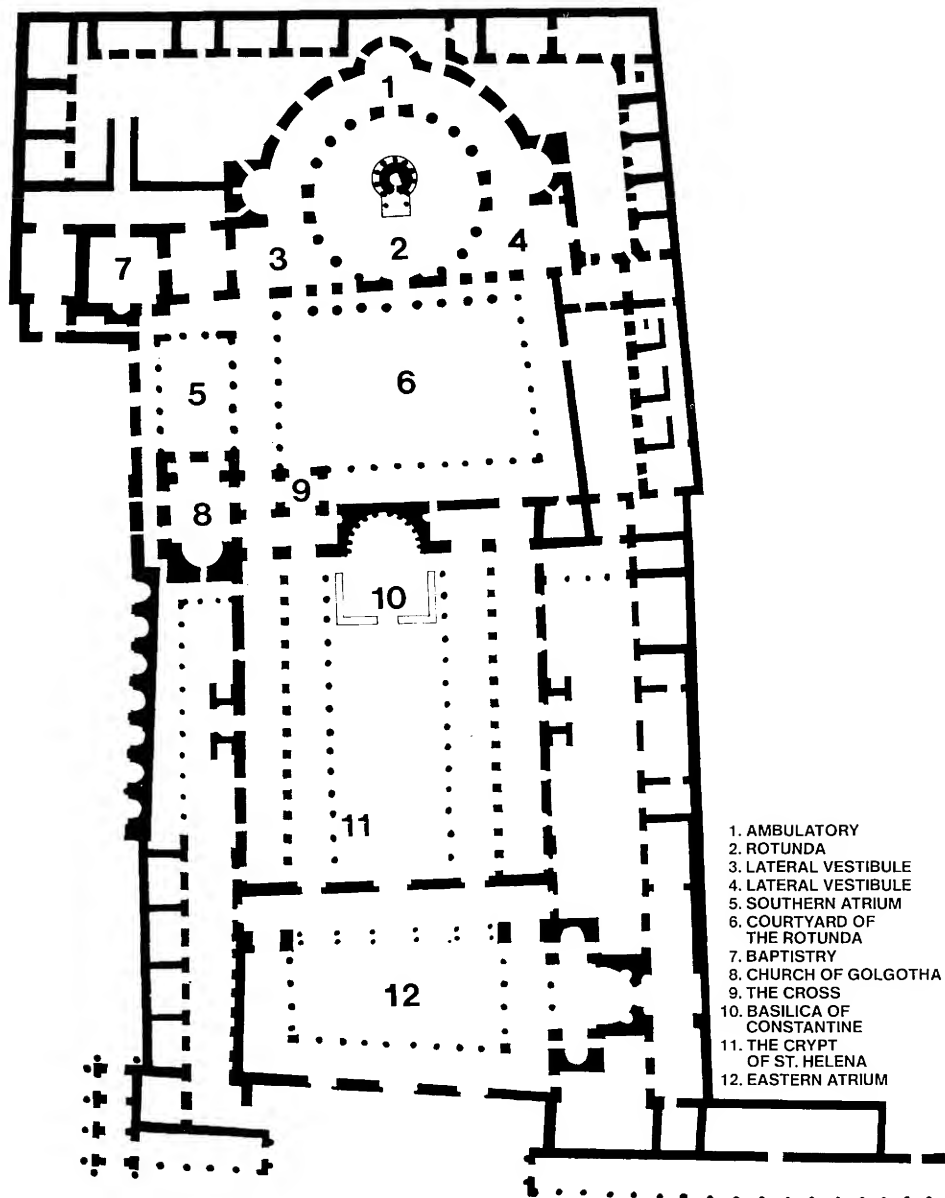 1
2
3
4
7
5
6
9
8
10
11
12
1. AMBULATORY
2. ROTUNDA
3. LATERAL VESTIBULE
4. LATERAL VESTIBULE
5. SOUTHERN ATRIUM
6. COURTYARD OF
THE ROTUNDA
7. BAPTISTRY
8. CHURCH OF GOLGOTHA
9. THE CROSS
10. BASILICA OF
CONSTANTINE
11. THE CRYPT
OF ST. HELENA
12. EASTERN ATRIUM